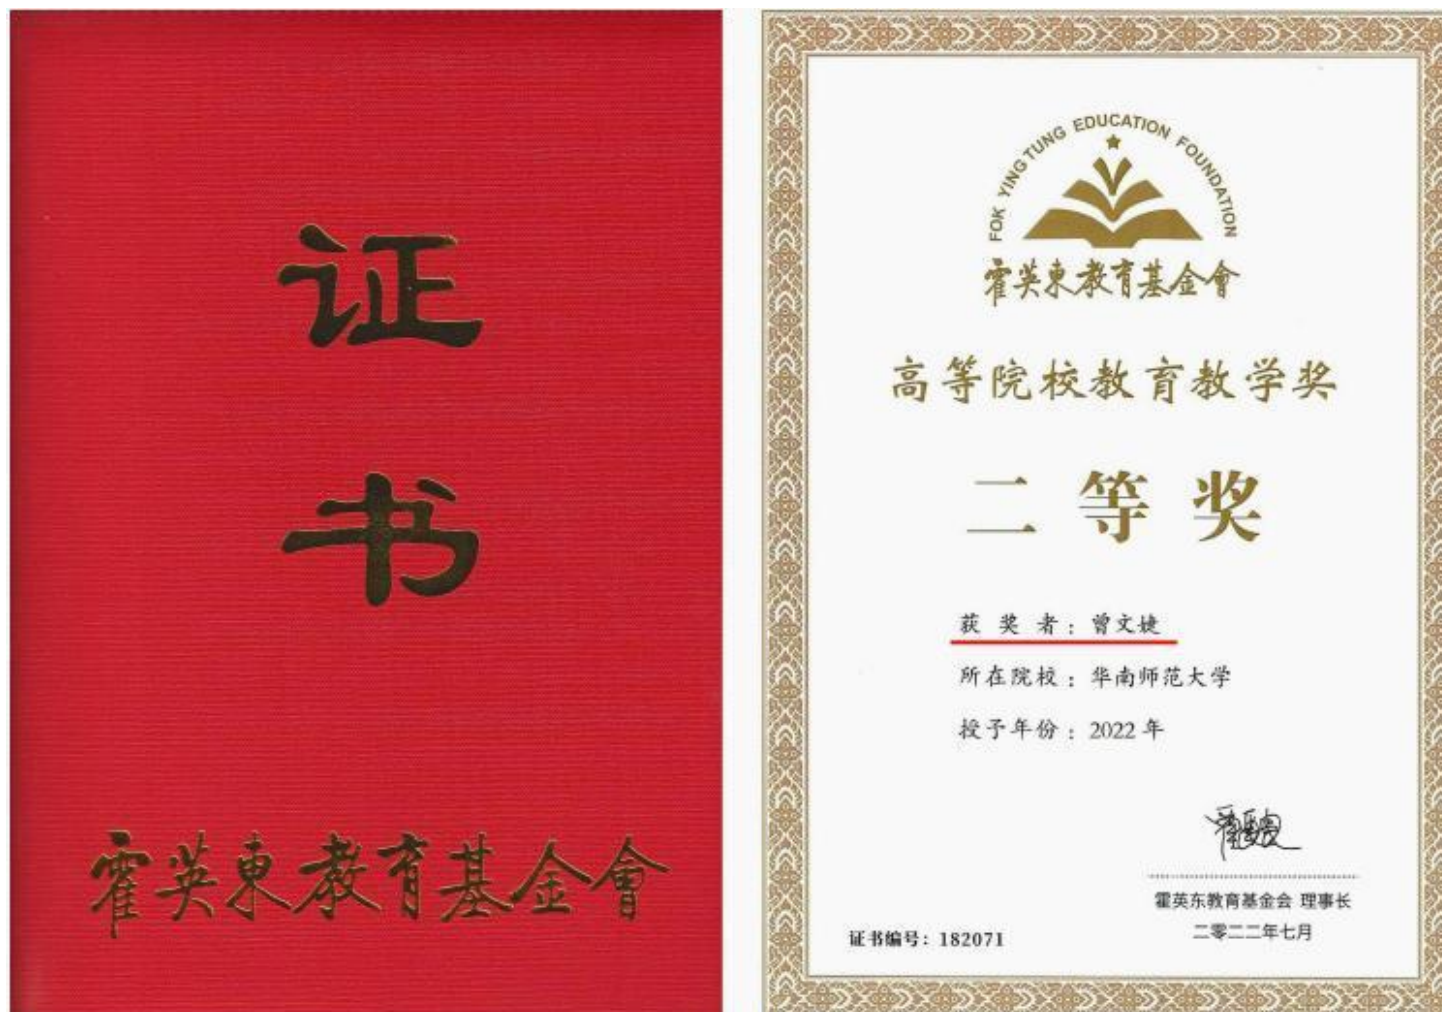 证
书
霍英東教育基金會
FOK YING TUNG EDUCATION FOUNDATION
霍英東教育基金會
高等院校教育教学奖
二等奖
获奖者：曾文婕
所在院校：华南师范大学
授予年份：2022年
霍英东教育基金会 理事长
二零二二年七月
证书编号：182071